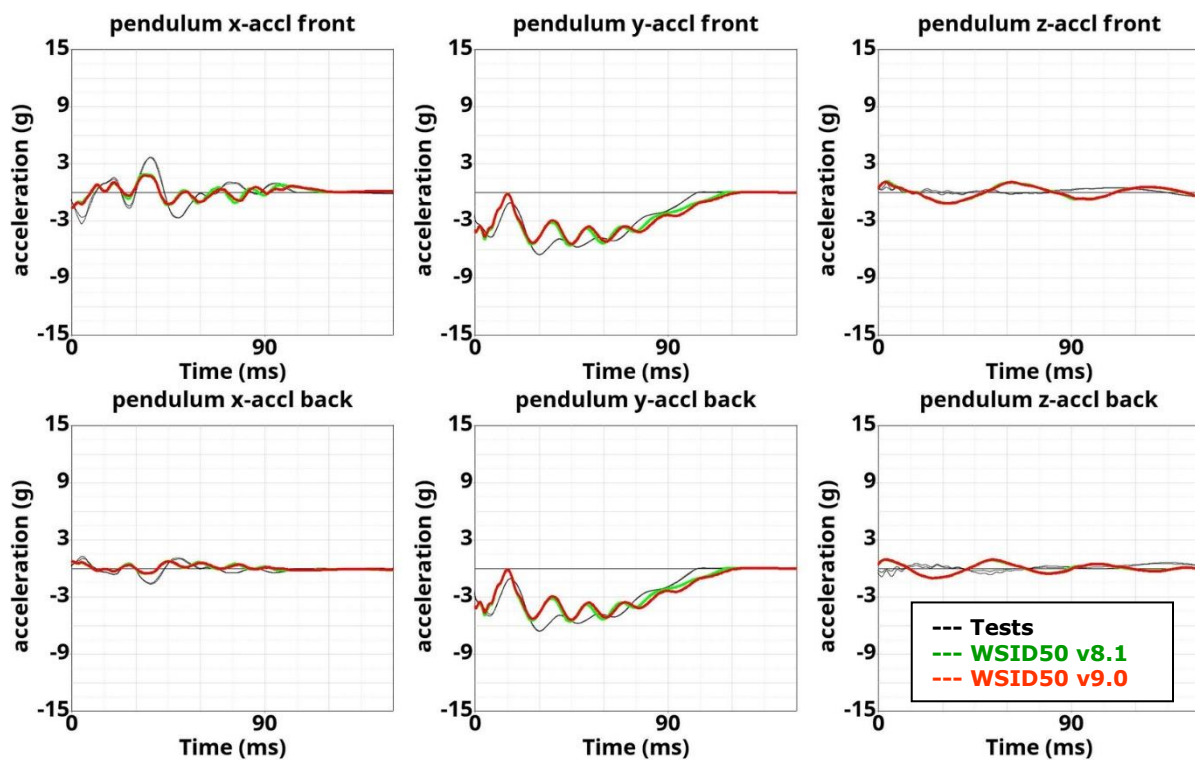 pendulum x-accl front
15
9
3
-3
-9
-15
acceleration (g)
0
90
Time (ms)
pendulum y-accl front
15
9
3
-3
-9
-15
acceleration (g)
0
90
Time (ms)
pendulum z-accl front
15
9
3
-3
-9
-15
acceleration (g)
0
90
Time (ms)
pendulum x-accl back
15
9
3
-3
-9
-15
acceleration (g)
0
90
Time (ms)
pendulum y-accl back
15
9
3
-3
-9
-15
acceleration (g)
0
90
Time (ms)
pendulum z-accl back
15
9
3
-3
-9
-15
acceleration (g)
0
90
Time (ms)
--- Tests
--- WSID50 v8.1
--- WSID50 v9.0